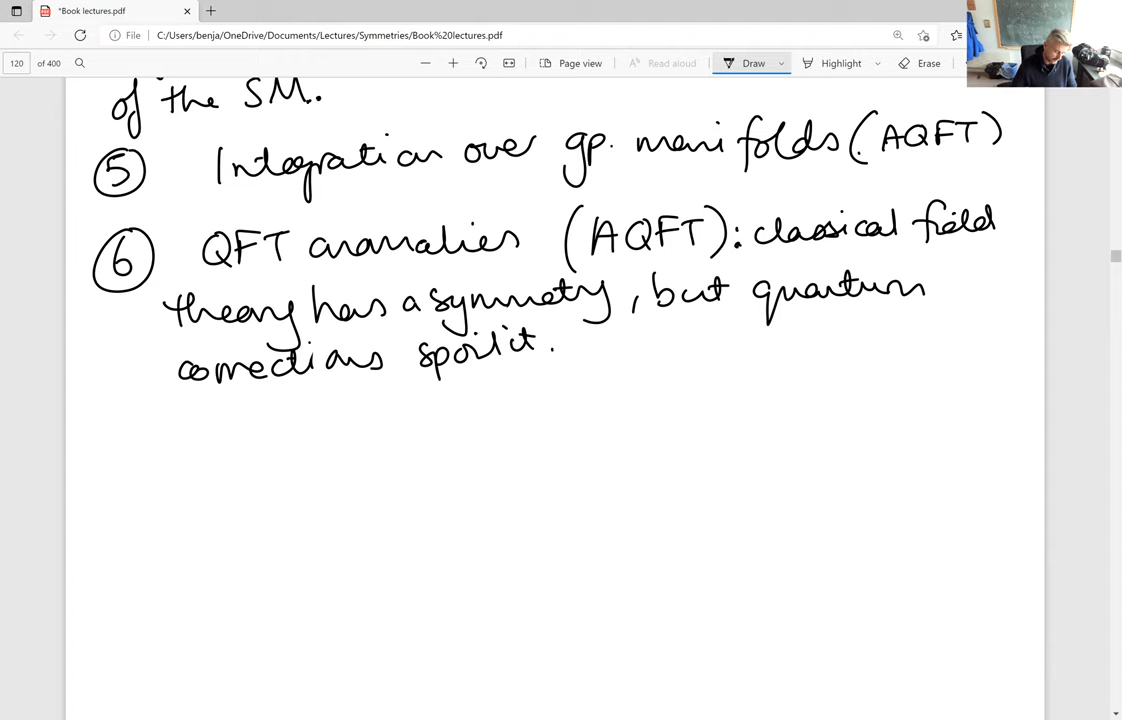 *Book lectures.pdf
File
C:/Users/benja/OneDrive/Documents/Lectures/Symmetries/Book%20lectures.pdf
120 of 400
Page view
Read aloud
Draw
Highlight
Erase
of the SM.
5 Integration over gp. manifolds (AQFT)
6 QFT anomalies (AQFT): classical field
theory has a symmetry, but quantum
corrections spoil it.